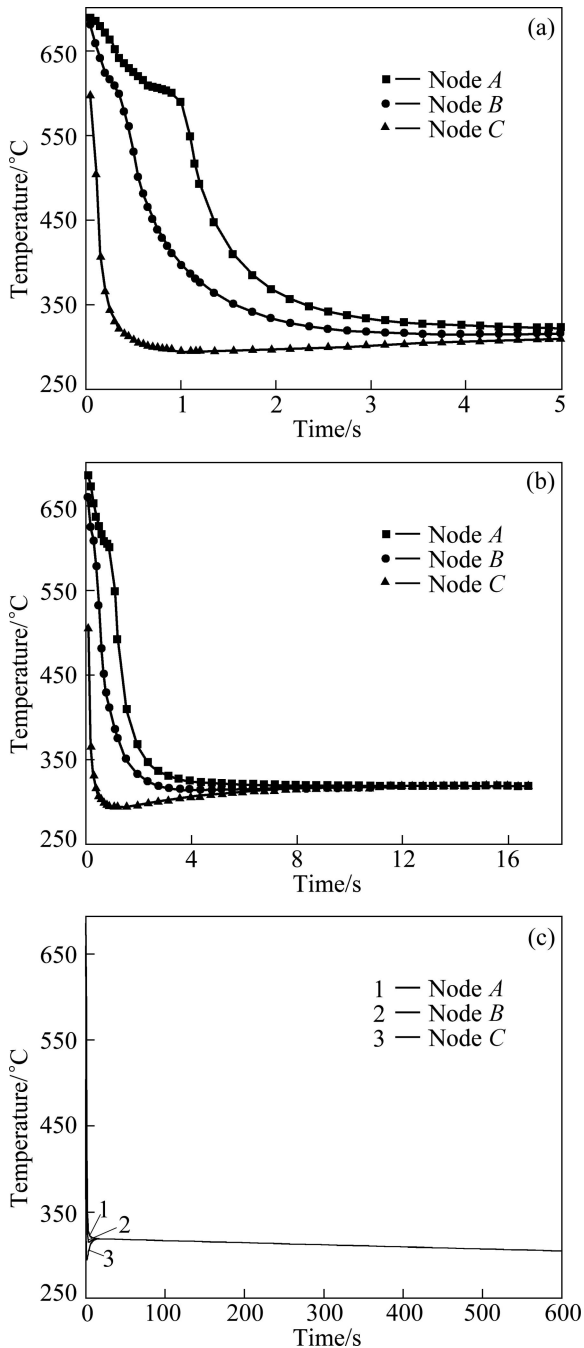 (a)
650
550
450
350
250
Temperature/°C
Node A
Node B
Node C
0 1 2 3 4 5
Time/s
(b)
650
550
450
350
250
Temperature/°C
Node A
Node B
Node C
0 4 8 12 16
Time/s
(c)
650
550
450
350
250
Temperature/°C
1 Node A
2 Node B
3 Node C
1
2
3
0 100 200 300 400 500 600
Time/s